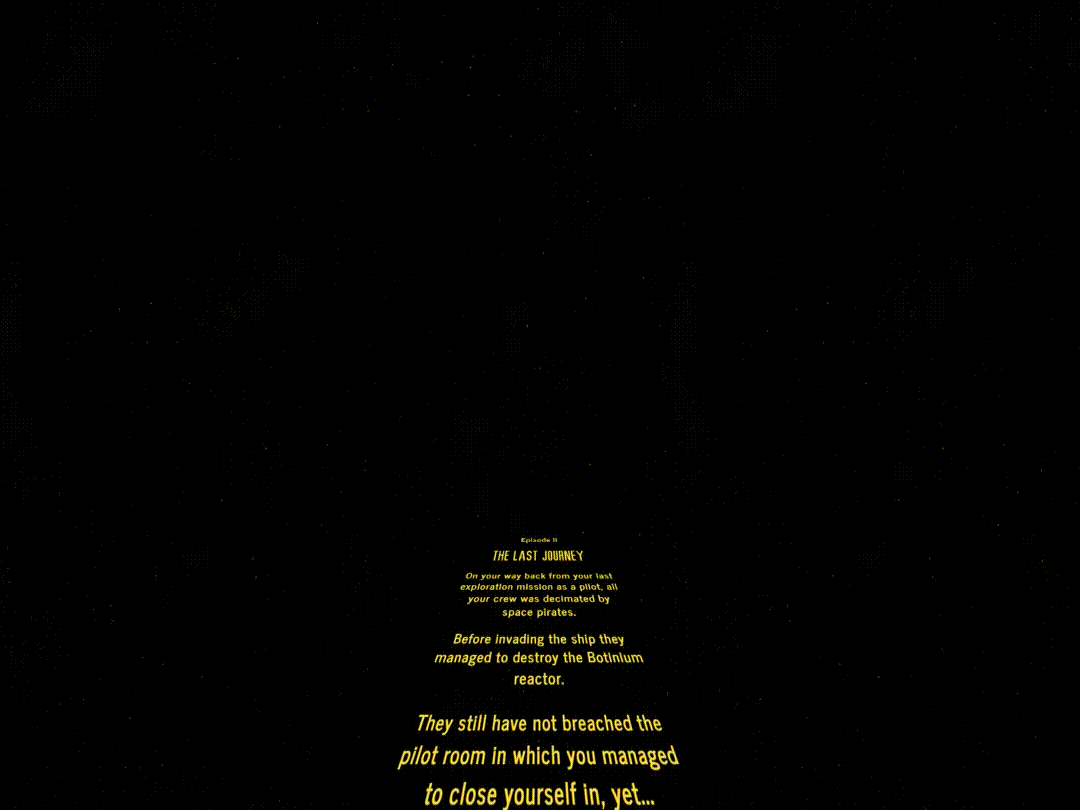 Episode II
THE LAST JOURNEY
On your way back from your last
exploration mission as a pilot, all
your crew was decimated by
space pirates.
Before invading the ship they
managed to destroy the Botinium
reactor.
They still have not breached the
pilot room in which you managed
to close yourself in, yet...